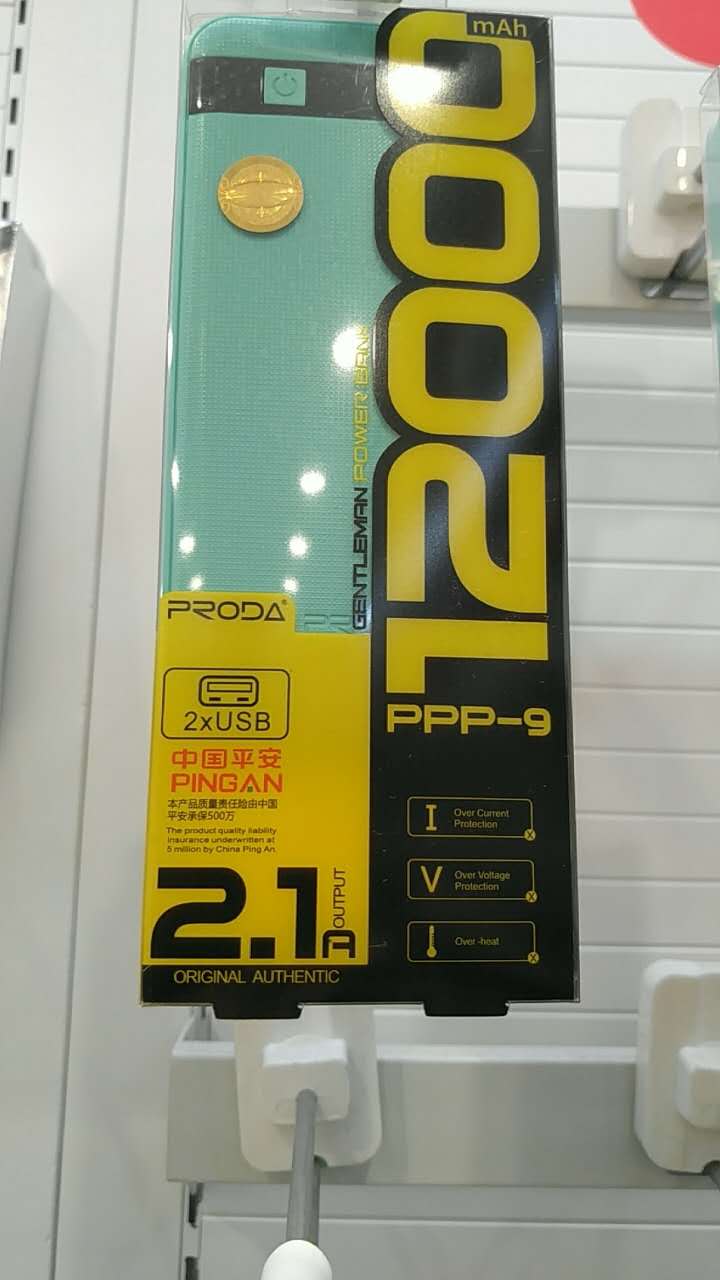 mAh
12000
GENTLEMAN POWER BANK
PRODA®
2xUSB
中国平安
PINGAN
本产品质量责任险由中国
平安承保500万
The product quality liability
insurance underwritten at
5 million by China Ping An.
2.1A
OUTPUT
ORIGINAL AUTHENTIC
PPP-9
I
Over Current
Protection
V
Over Voltage
Protection
Over-heat